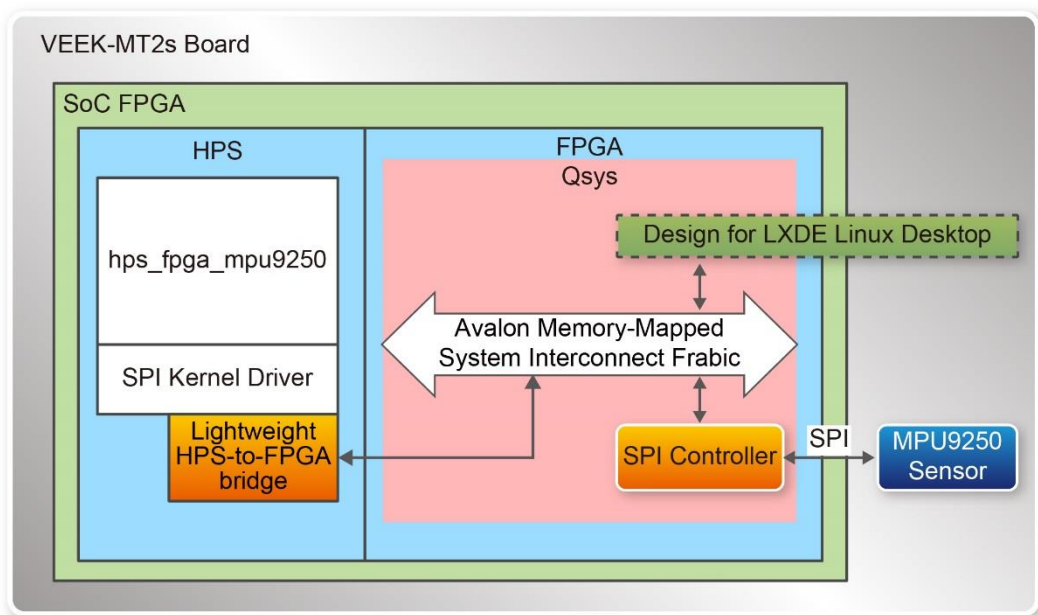 VEEK-MT2s Board
SoC FPGA
HPS
hps_fpga_mpu9250
SPI Kernel Driver
Lightweight
HPS-to-FPGA
bridge
FPGA
Qsys
Design for LXDE Linux Desktop
Avalon Memory-Mapped
System Interconnect Frabic
SPI Controller
SPI
MPU9250
Sensor